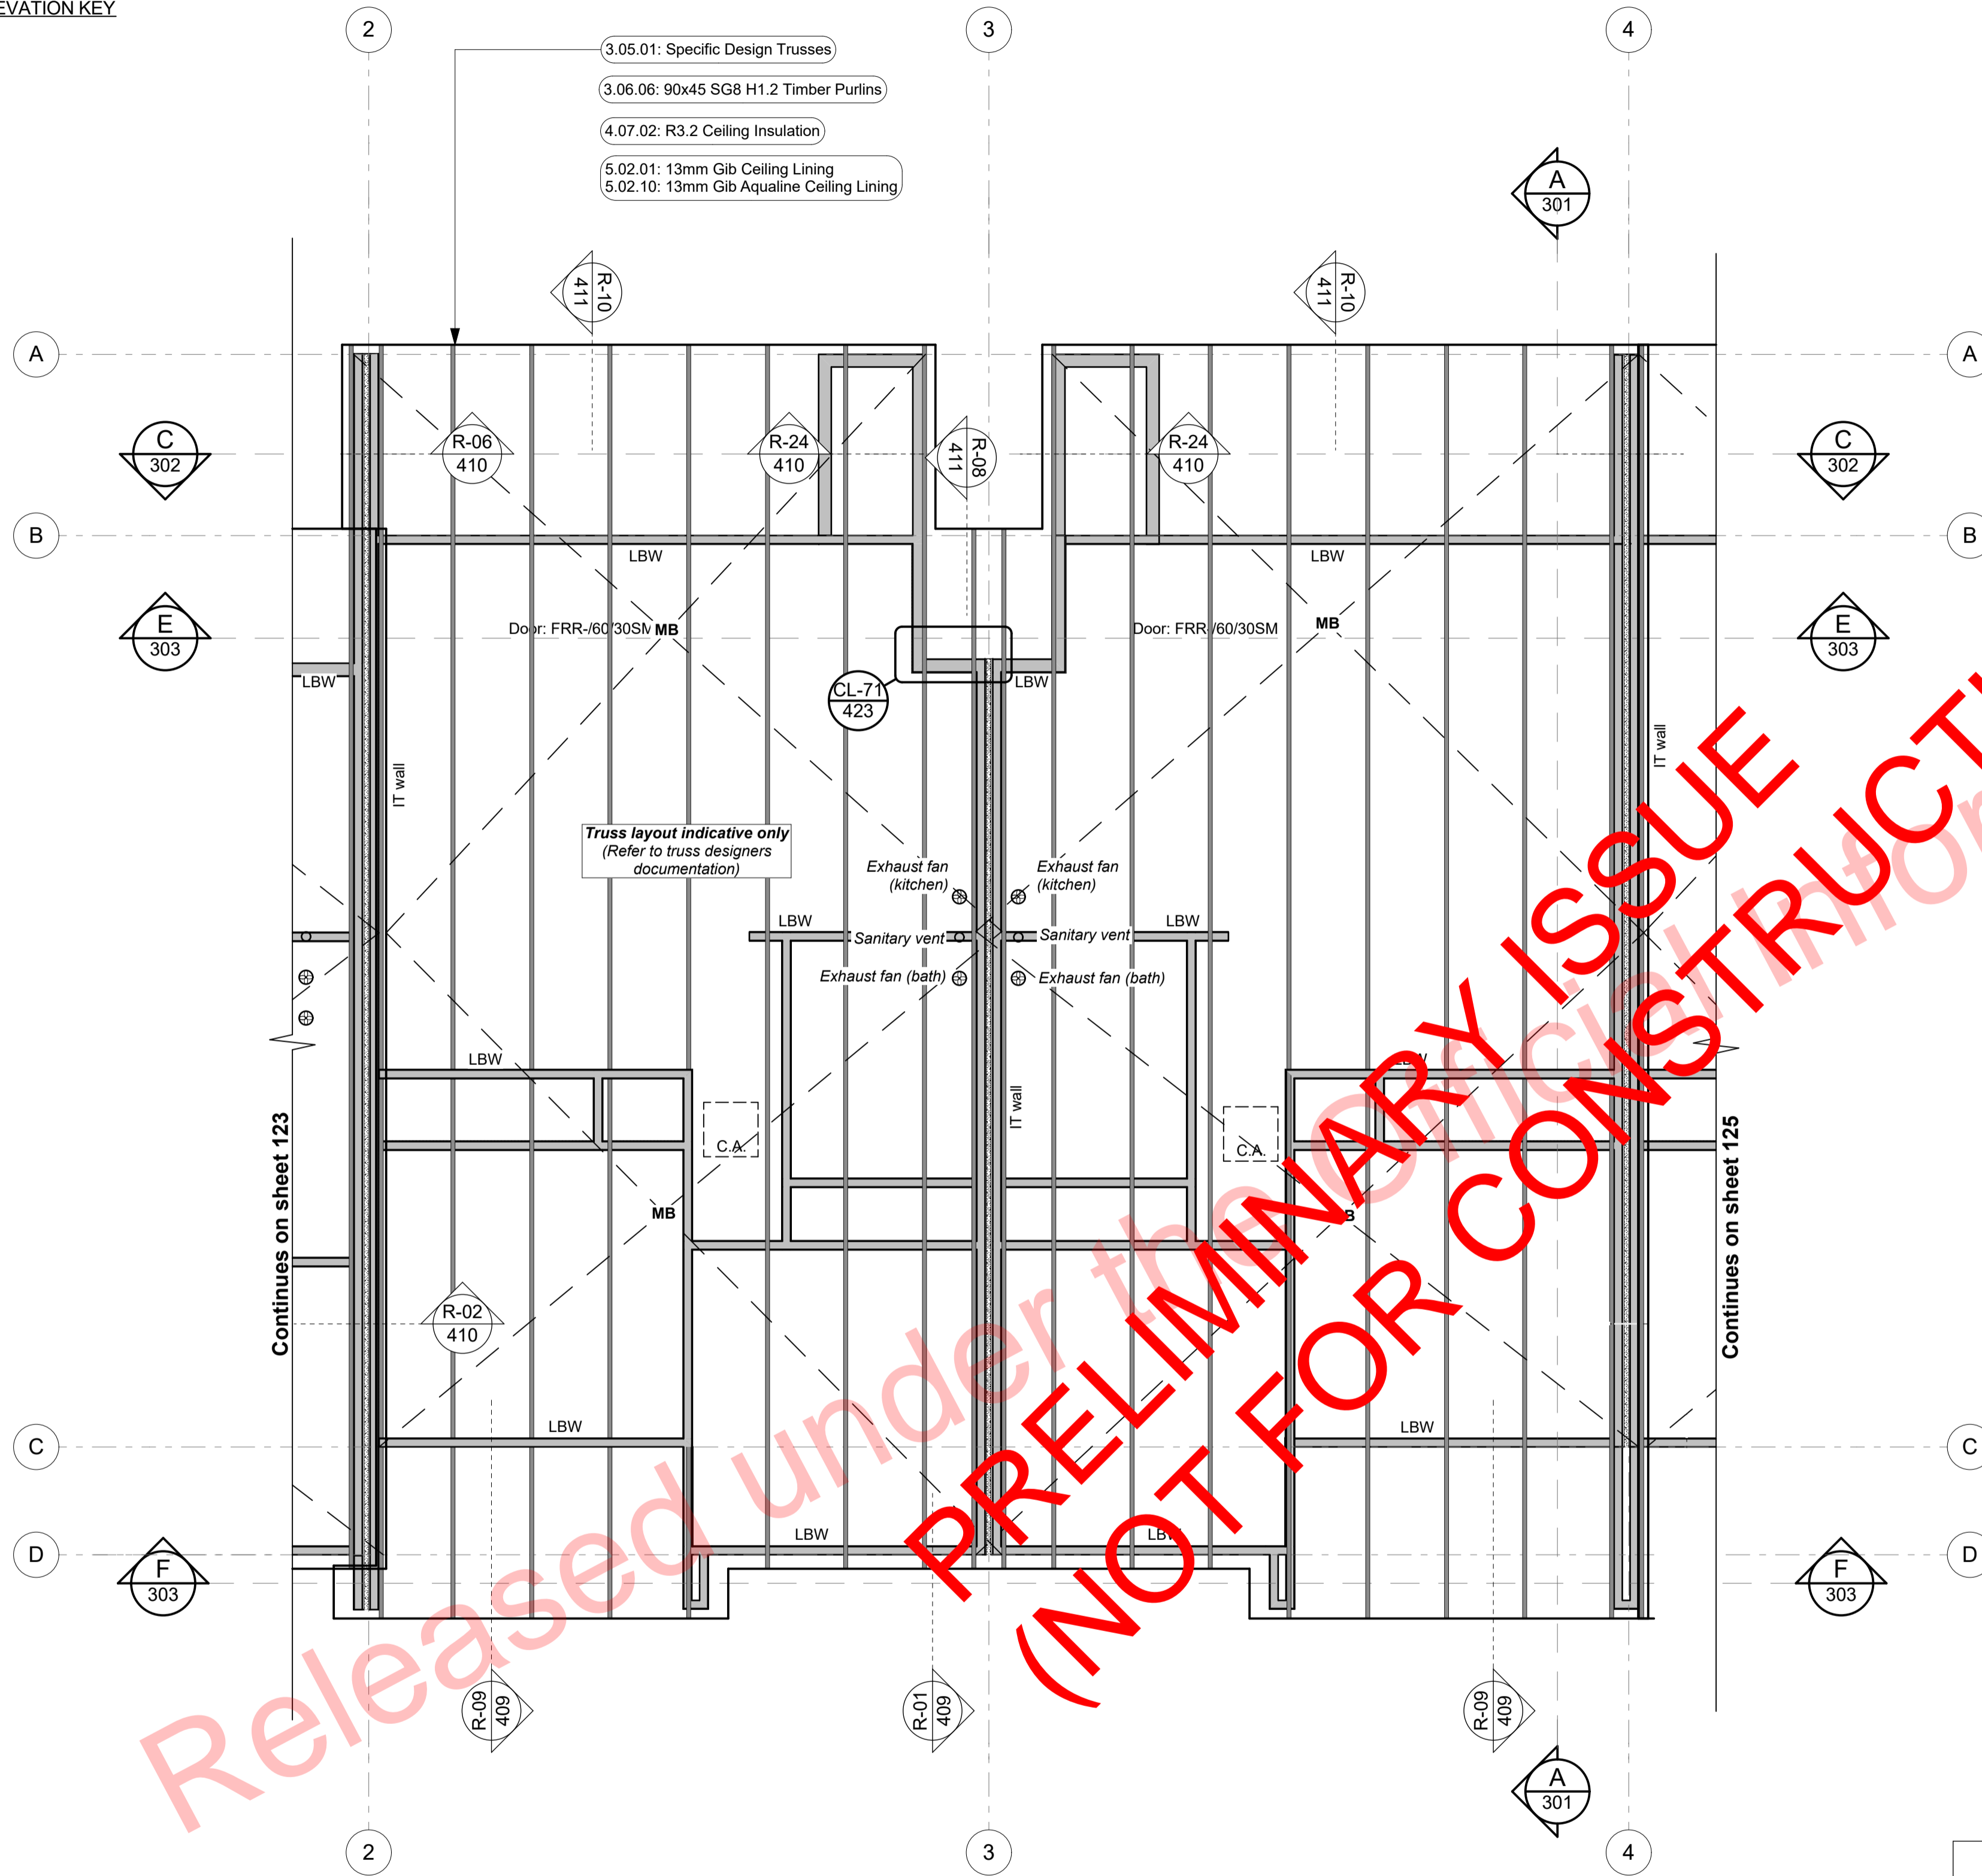 EVATION KEY
2
3
4
3.05.01: Specific Design Trusses
3.06.06: 90x45 SG8 H1.2 Timber Purlins
4.07.02: R3.2 Ceiling Insulation
5.02.01: 13mm Gib Ceiling Lining
5.02.10: 13mm Gib Aqualine Ceiling Lining
A
301
R-10
411
R-10
411
A
A
C
302
R-06
410
R-24
410
R-08
411
R-24
410
C
302
B
B
LBW
LBW
E
303
Door: FRR-/60/30SM
MB
Door: FRR-/60/30SM
MB
E
303
LBW
CL-71
423
LBW
IT wall
IT wall
Truss layout indicative only
(Refer to truss designers
documentation)
Exhaust fan
(kitchen)
Exhaust fan
(kitchen)
LBW
LBW
Sanitary vent
Sanitary vent
Exhaust fan (bath)
Exhaust fan (bath)
LBW
LBW
IT wall
C.A.
C.A.
Continues on sheet 123
Continues on sheet 125
MB
B
R-02
410
LBW
LBW
C
C
LBW
LBW
D
D
F
303
F
303
R-09
409
R-01
409
R-09
409
A
301
2
3
4
PRELIMINARY ISSUE
(NOT FOR CONSTRUCT
Released under the Official Infor